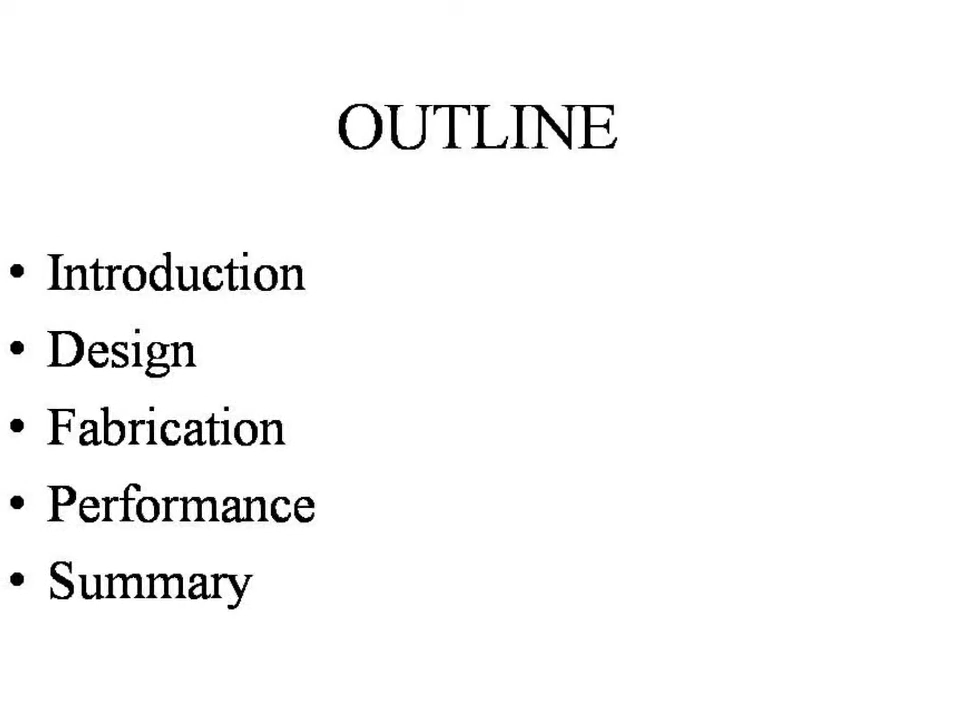 OUTLINE
• Introduction
• Design
• Fabrication
• Performance
• Summary